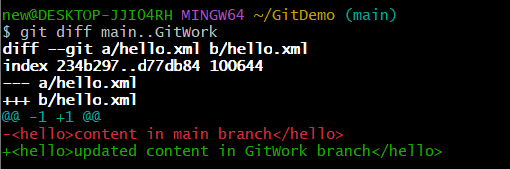 new@DESKTOP-JJIO4RH MINGW64 ~/GitDemo (main)
$ git diff main..GitWork
diff --git a/hello.xml b/hello.xml
index 234b297..d77db84 100644
--- a/hello.xml
+++ b/hello.xml
@@ -1 +1 @@
-<hello>content in main branch</hello>
+<hello>updated content in GitWork branch</hello>